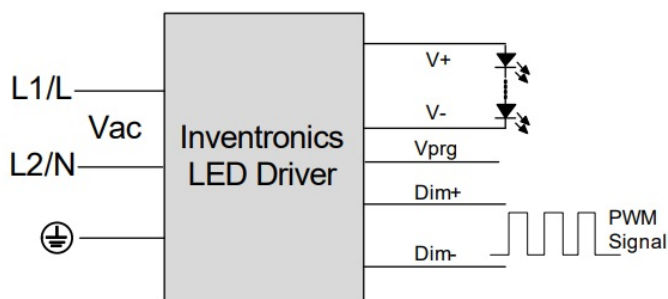 L1/L
Vac
L2/N
Inventronics
LED Driver
V+
V-
Vprg
Dim+
Dim-
PWM
Signal